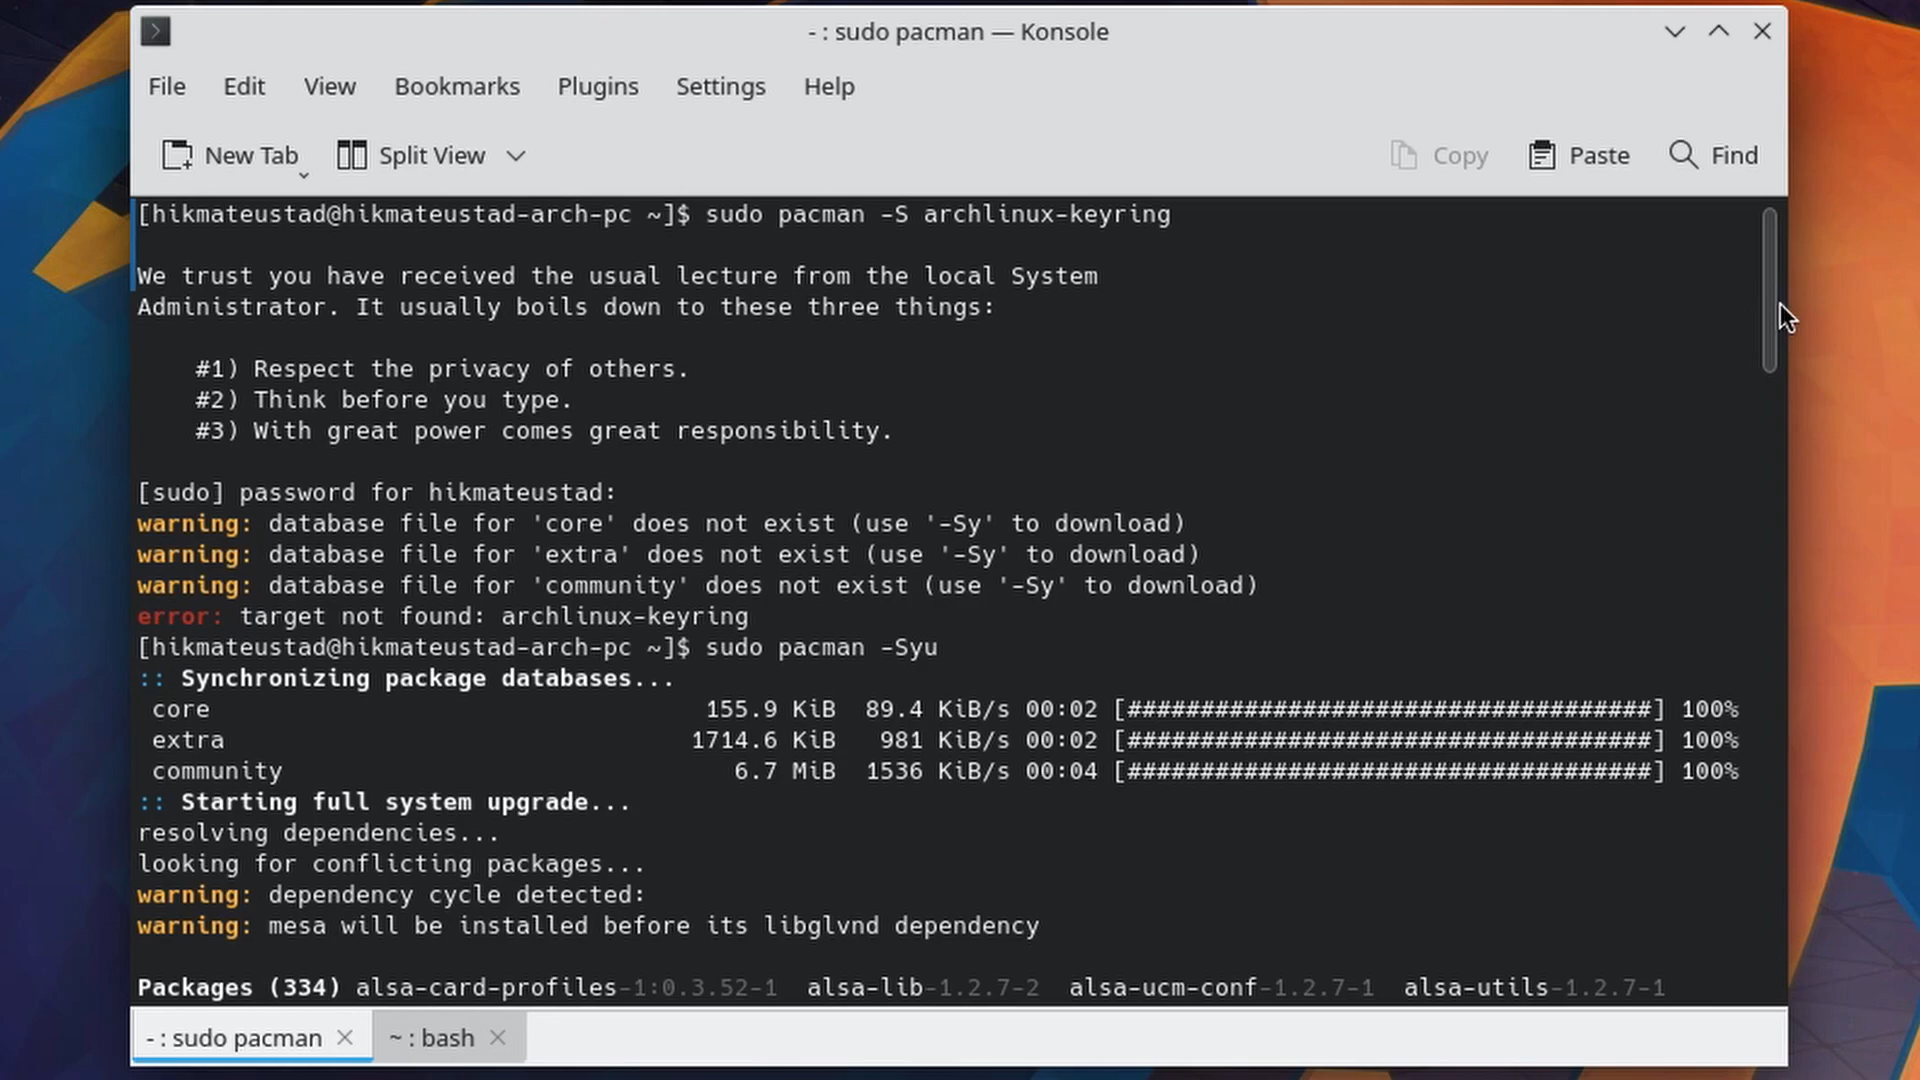 - : sudo pacman — Konsole
File Edit View Bookmarks Plugins Settings Help
New Tab Split View Copy Paste Find
[hikmateustad@hikmateustad-arch-pc ~]$ sudo pacman -S archlinux-keyring
We trust you have received the usual lecture from the local System
Administrator. It usually boils down to these three things:
#1) Respect the privacy of others.
#2) Think before you type.
#3) With great power comes great responsibility.
[sudo] password for hikmateustad:
warning: database file for 'core' does not exist (use '-Sy' to download)
warning: database file for 'extra' does not exist (use '-Sy' to download)
warning: database file for 'community' does not exist (use '-Sy' to download)
error: target not found: archlinux-keyring
[hikmateustad@hikmateustad-arch-pc ~]$ sudo pacman -Syu
:: Synchronizing package databases...
core 155.9 KiB 89.4 KiB/s 00:02 [####################################] 100%
extra 1714.6 KiB 981 KiB/s 00:02 [####################################] 100%
community 6.7 MiB 1536 KiB/s 00:04 [####################################] 100%
:: Starting full system upgrade...
resolving dependencies...
looking for conflicting packages...
warning: dependency cycle detected:
warning: mesa will be installed before its libglvnd dependency
Packages (334) alsa-card-profiles-1:0.3.52-1 alsa-lib-1.2.7-2 alsa-ucm-conf-1.2.7-1 alsa-utils-1.2.7-1
- : sudo pacman ~ : bash